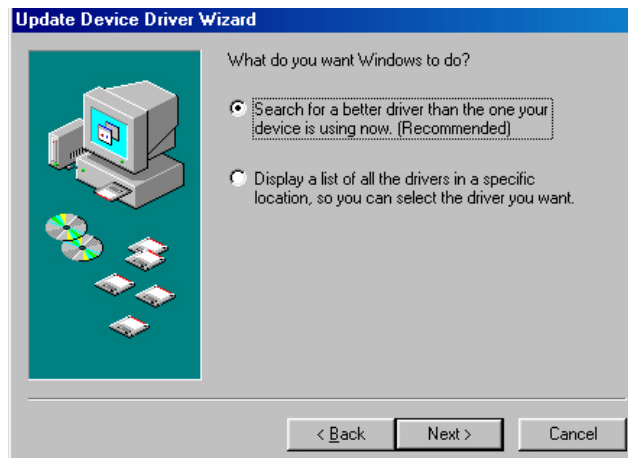 Update Device Driver Wizard
What do you want Windows to do?
Search for a better driver than the one your
device is using now. (Recommended)
Display a list of all the drivers in a specific
location, so you can select the driver you want.
< Back
Next >
Cancel